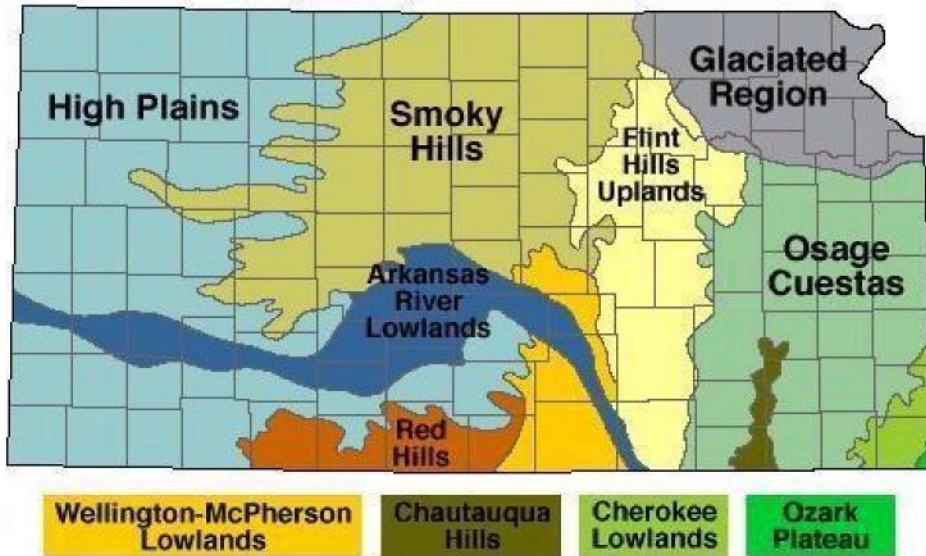 High Plains
Smoky
Hills
Glaciated
Region
Flint
Hills
Uplands
Osage
Cuestas
Arkansas
River
Lowlands
Red
Hills
Wellington-McPherson
Lowlands
Chautauqua
Hills
Cherokee
Lowlands
Ozark
Plateau